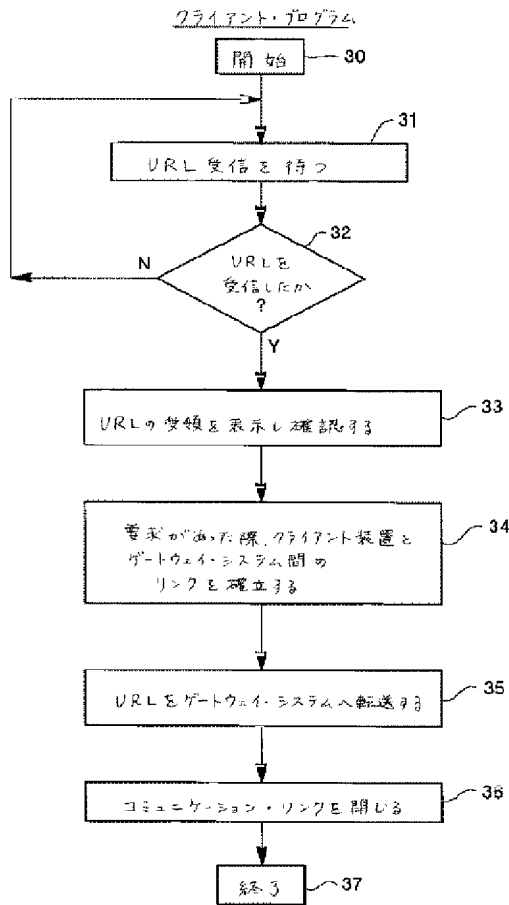 クライアント・プログラム
開始
30
31
URL受信を待つ
32
URLを
受信したか
?
N
Y
33
URLの受領を表示し確認する
34
要求があった際、クライアント装置と
ゲートウェイ・システム間の
リンクを確立する
35
URLをゲートウェイ・システムへ転送する
36
コミュニケーション・リンクを閉じる
終了
37